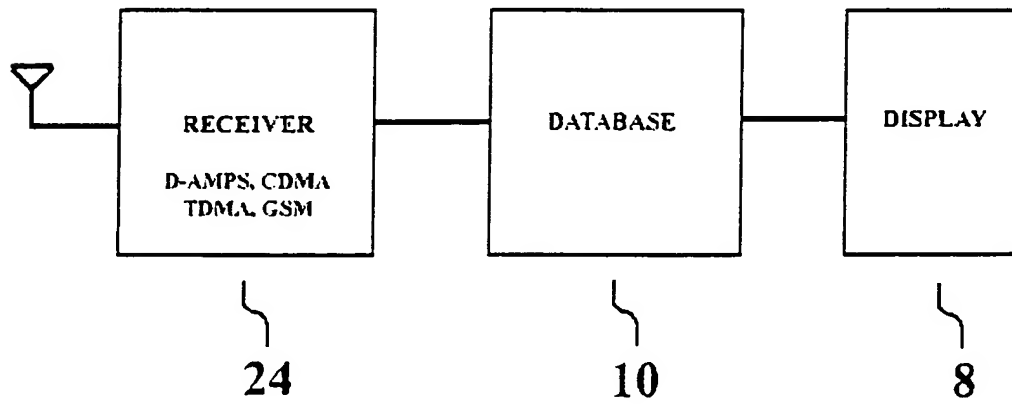 RECEIVER
D-AMPS, CDMA
TDMA, GSM
DATABASE
DISPLAY
24
10
8